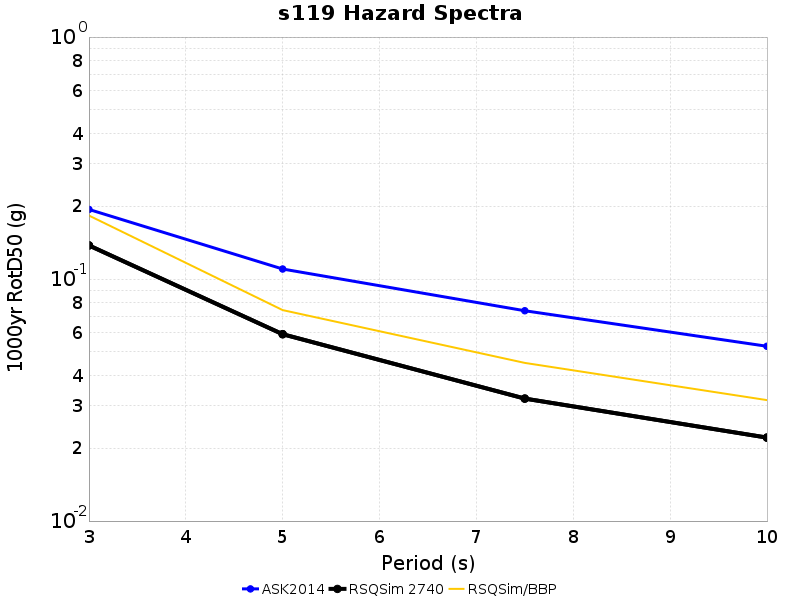 s119 Hazard Spectra
10^0
8
6
4
3
2
10^-1
8
6
4
3
2
10^-2
1000yr RotD50 (g)
3 4 5 6 7 8 9 10
Period (s)
ASK2014 RSQSim 2740 RSQSim/BBP